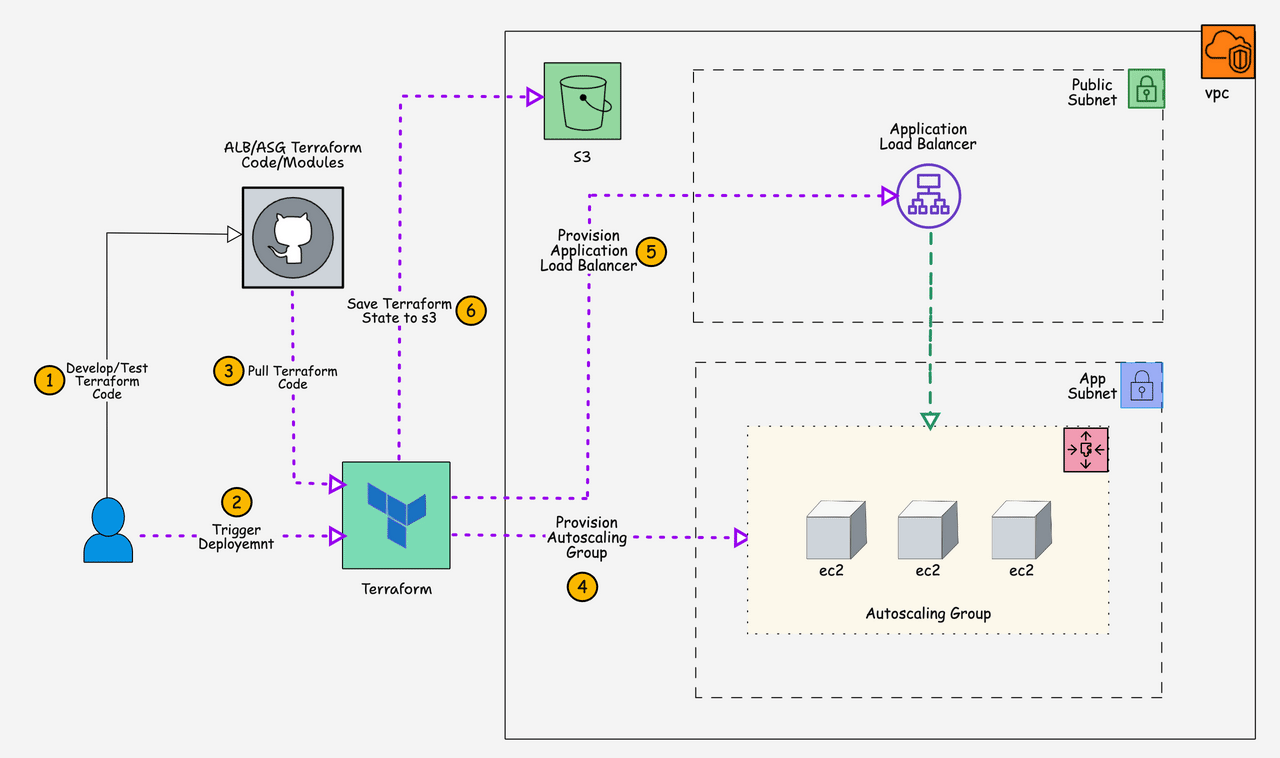 ALB/ASG Terraform
Code/Modules
1
Develop/Test
Terraform
Code
2
Trigger
Deployemnt
3
Pull Terraform
Code
Terraform
Save Terraform
State to s3
6
S3
Provision
Application
Load Balancer
5
Provision
Autoscaling
Group
4
vpc
Public
Subnet
Application
Load Balancer
App
Subnet
ec2
ec2
ec2
Autoscaling Group